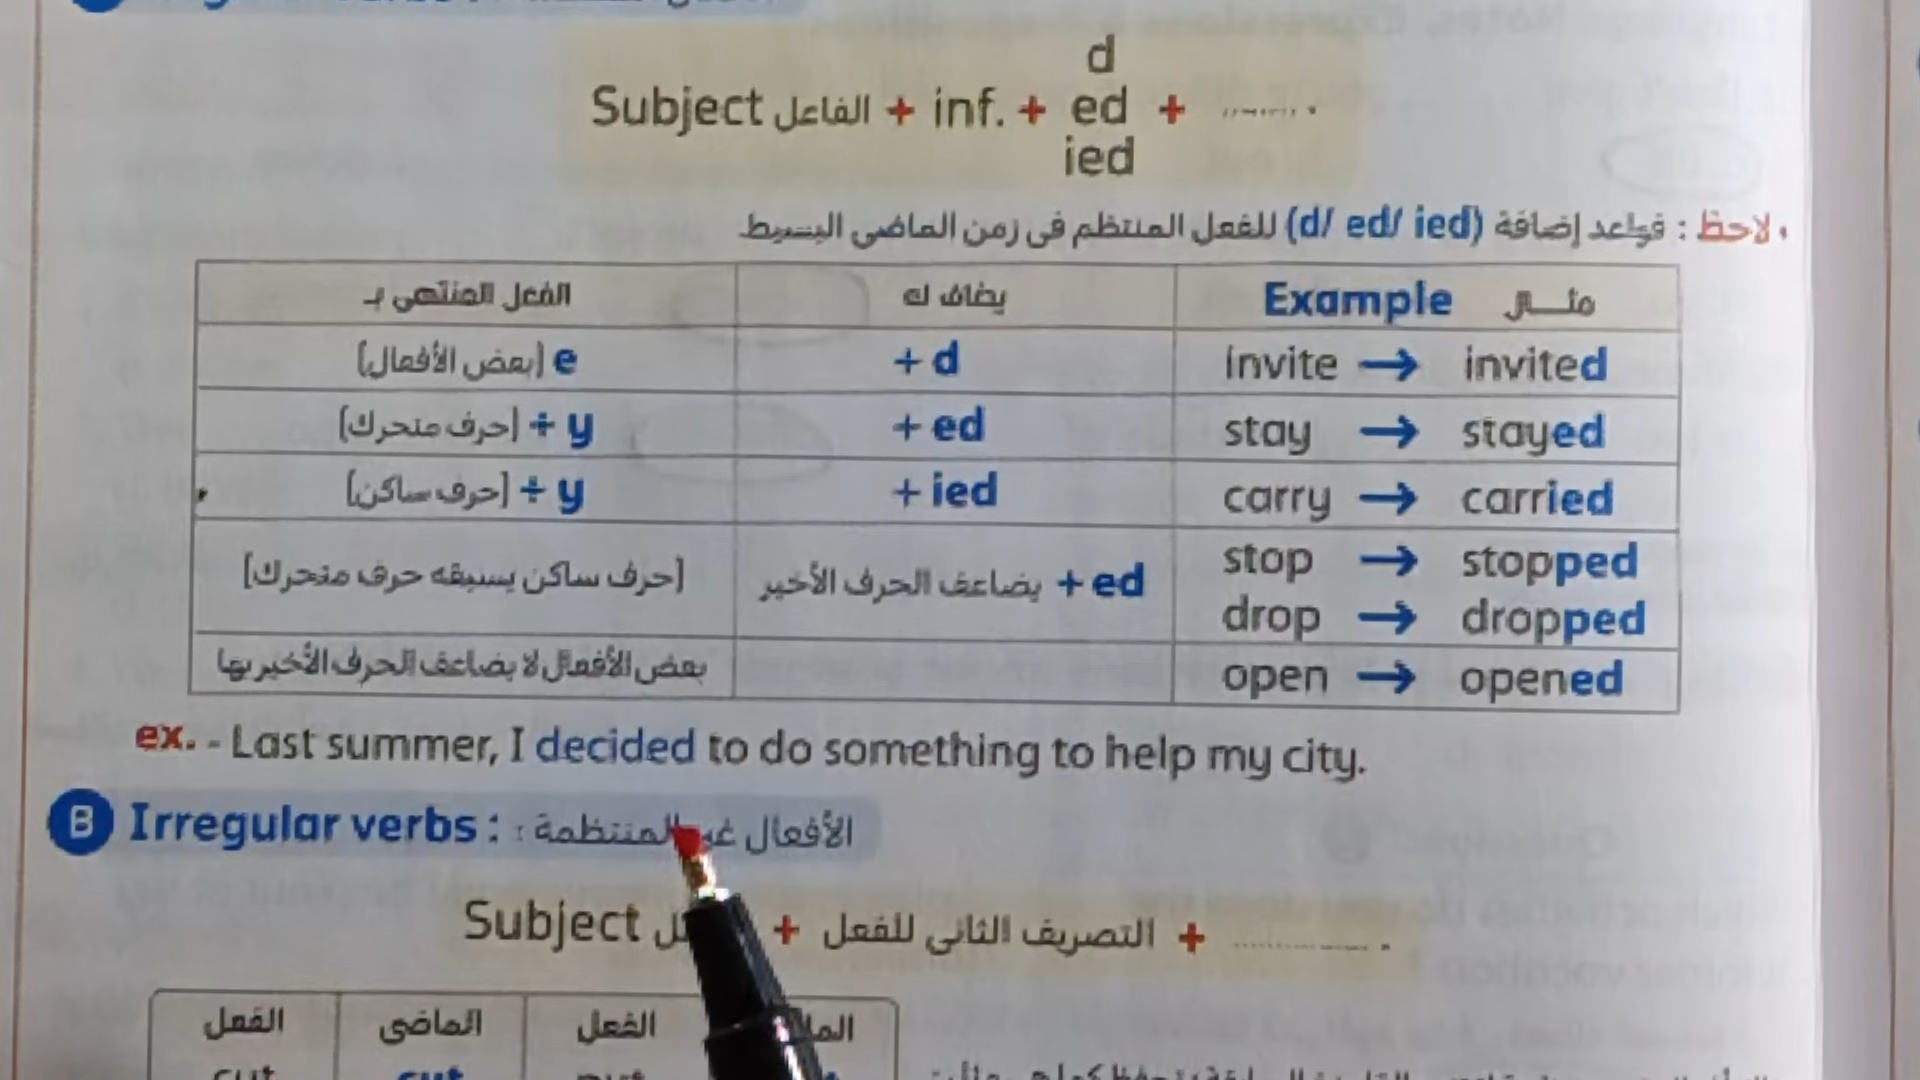 d
Subject الفاعل + inf. + ed + ......... .
ied
لاحظ : قواعد إضافة (d/ ed/ ied) للفعل المنتظم فى زمن الماضى البسيط
الفعل المنتهى بـ يضاف له Example مثـــال
e (بعض الأفعال) + d invite → invited
y + (حرف متحرك) + ed stay → stayed
y + (حرف ساكن) + ied carry → carried
(حرف ساكن يسبقه حرف متحرك) يضاعف الحرف الأخير + ed stop → stopped
drop → dropped
بعض الأفعال لا يضاعف الحرف الأخير بها open → opened
ex. - Last summer, I decided to do something to help my city.
B Irregular verbs : الأفعال غير المنتظمة :
Subject + التصريف الثانى للفعل + ............... .
الفعل الماضى الفعل
cut cut